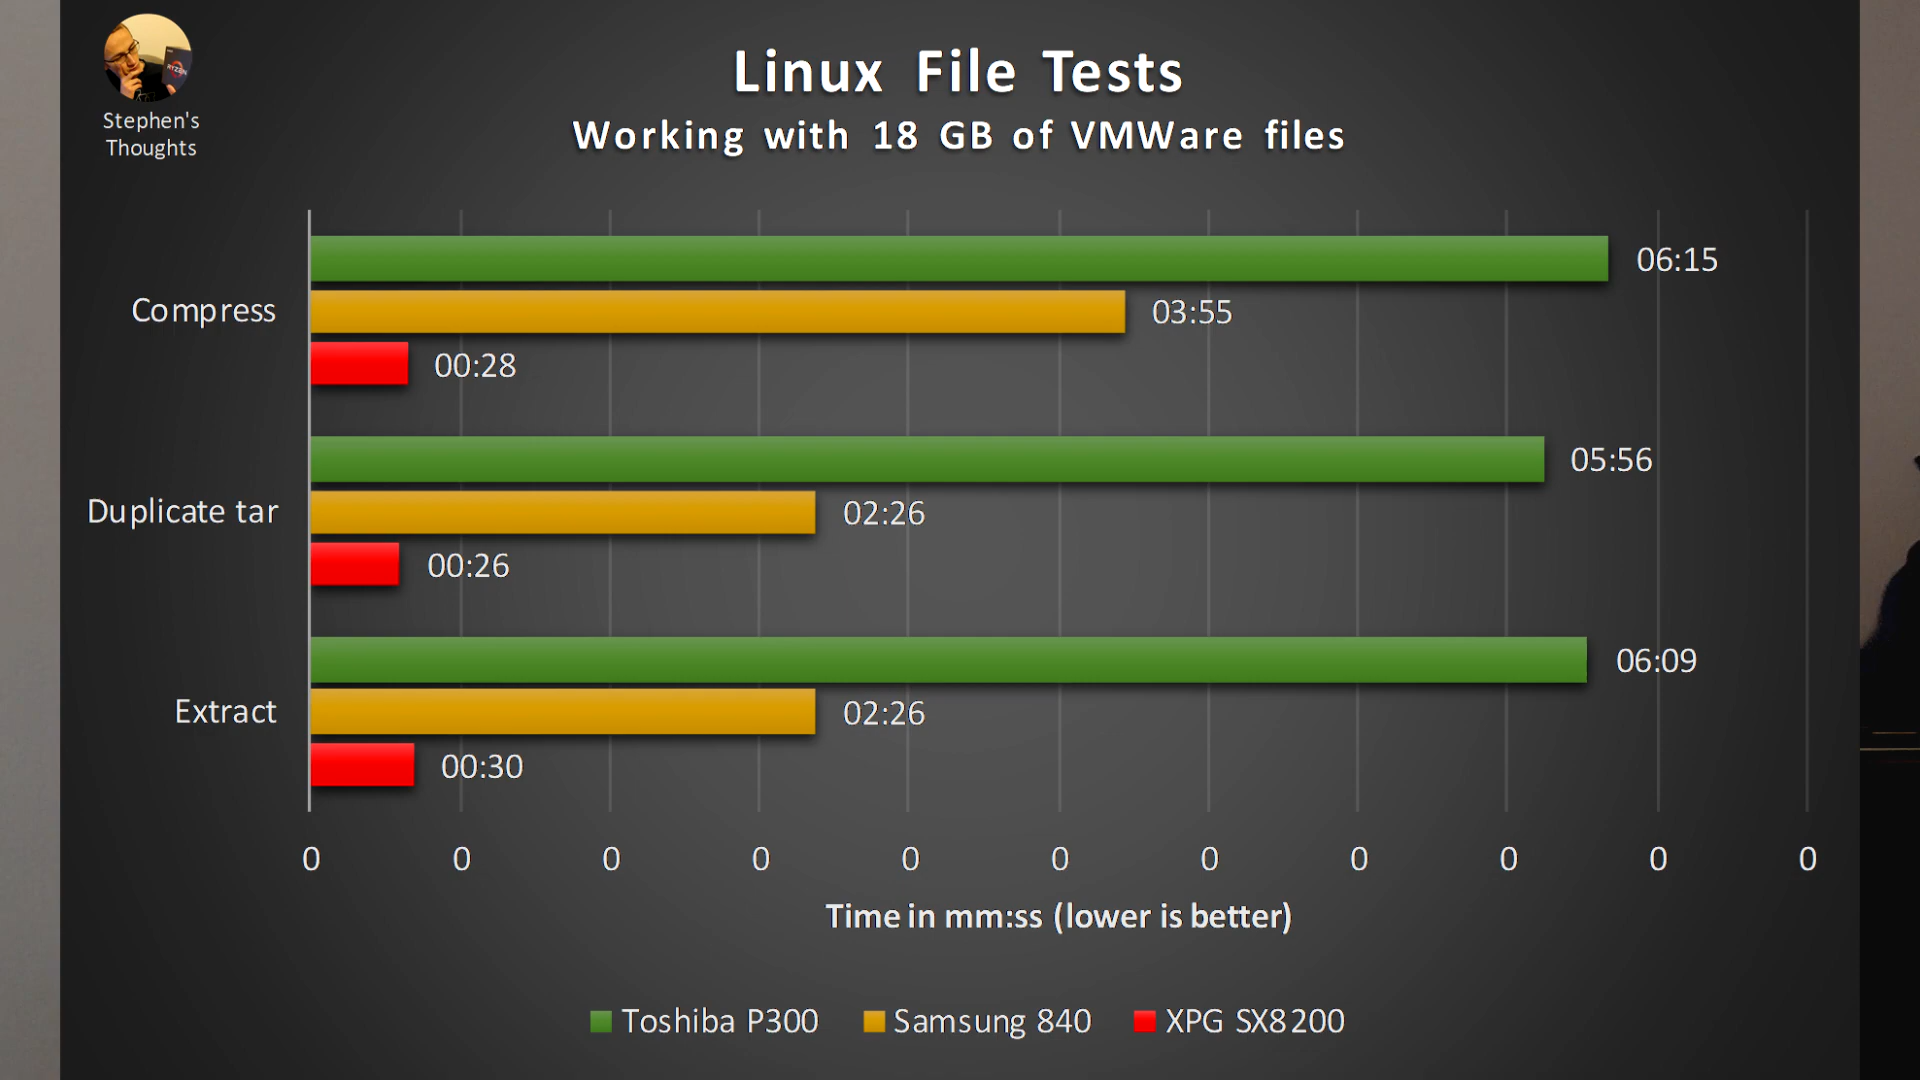 Stephen's
Thoughts
Linux File Tests
Working with 18 GB of VMWare files
Compress
06:15
03:55
00:28
Duplicate tar
05:56
02:26
00:26
Extract
06:09
02:26
00:30
0 0 0 0 0 0 0 0 0 0 0
Time in mm:ss (lower is better)
Toshiba P300 Samsung 840 XPG SX8200
RYZEN